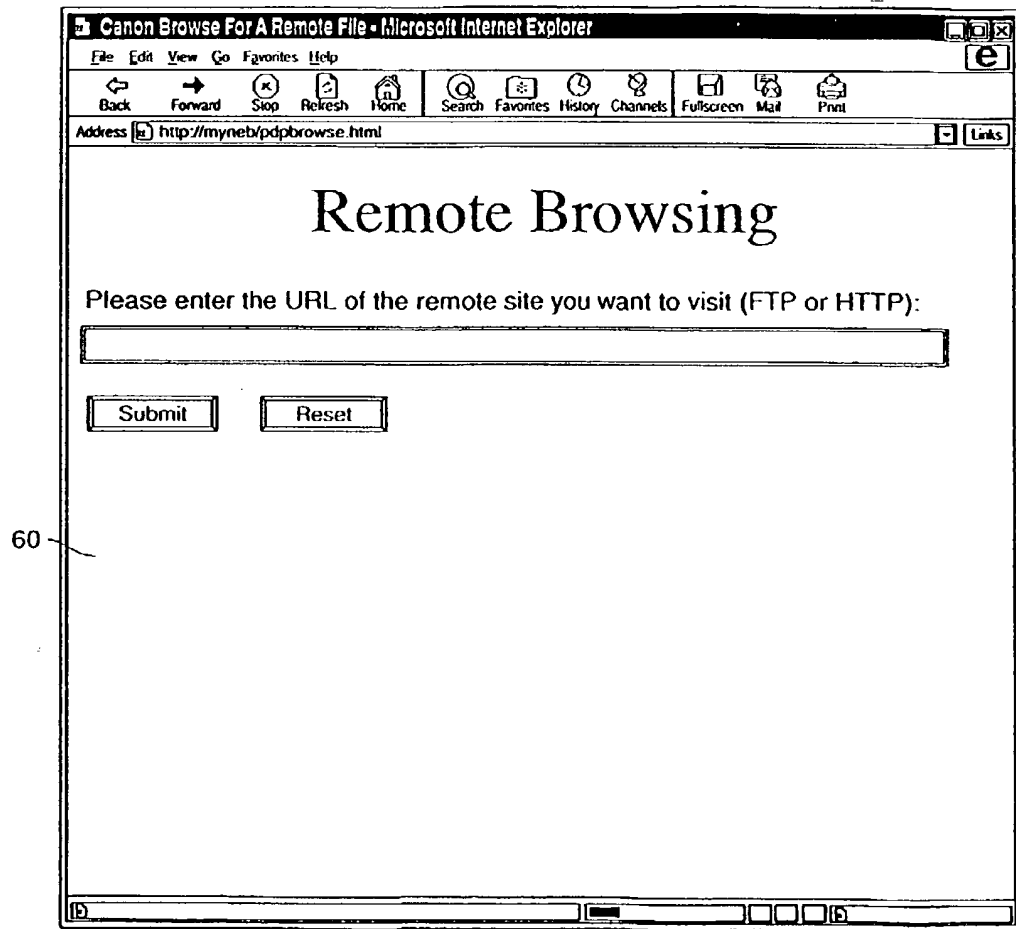 Canon Browse For A Remote File - Microsoft Internet Explorer
File Edit View Go Favorites Help
e
Back Forward Stop Refresh Home Search Favorites History Channels Fullscreen Mail Print
Address http://myneb/pdpbrowse.html Links
Remote Browsing
Please enter the URL of the remote site you want to visit (FTP or HTTP):
Submit Reset
60